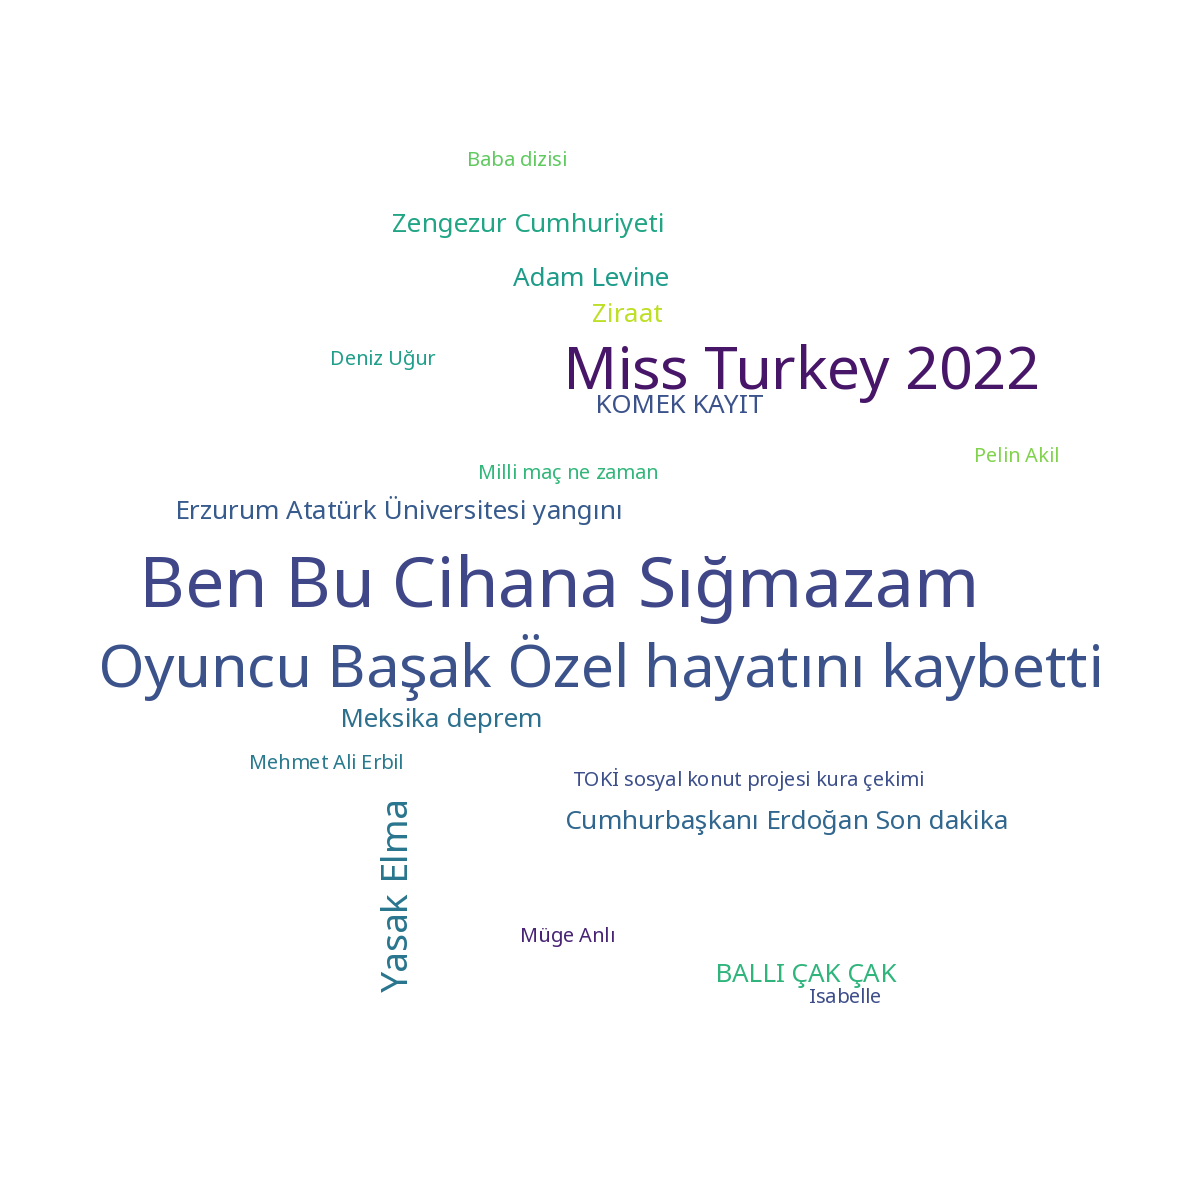 Baba dizisi
Zengezur Cumhuriyeti
Adam Levine
Ziraat
Deniz Uğur
Miss Turkey 2022
KOMEK KAYIT
Pelin Akil
Milli maç ne zaman
Erzurum Atatürk Üniversitesi yangını
Ben Bu Cihana Sığmazam
Oyuncu Başak Özel hayatını kaybetti
Meksika deprem
Mehmet Ali Erbil
TOKİ sosyal konut projesi kura çekimi
Cumhurbaşkanı Erdoğan Son dakika
Yasak Elma
Müge Anlı
BALLI ÇAK ÇAK
Isabelle